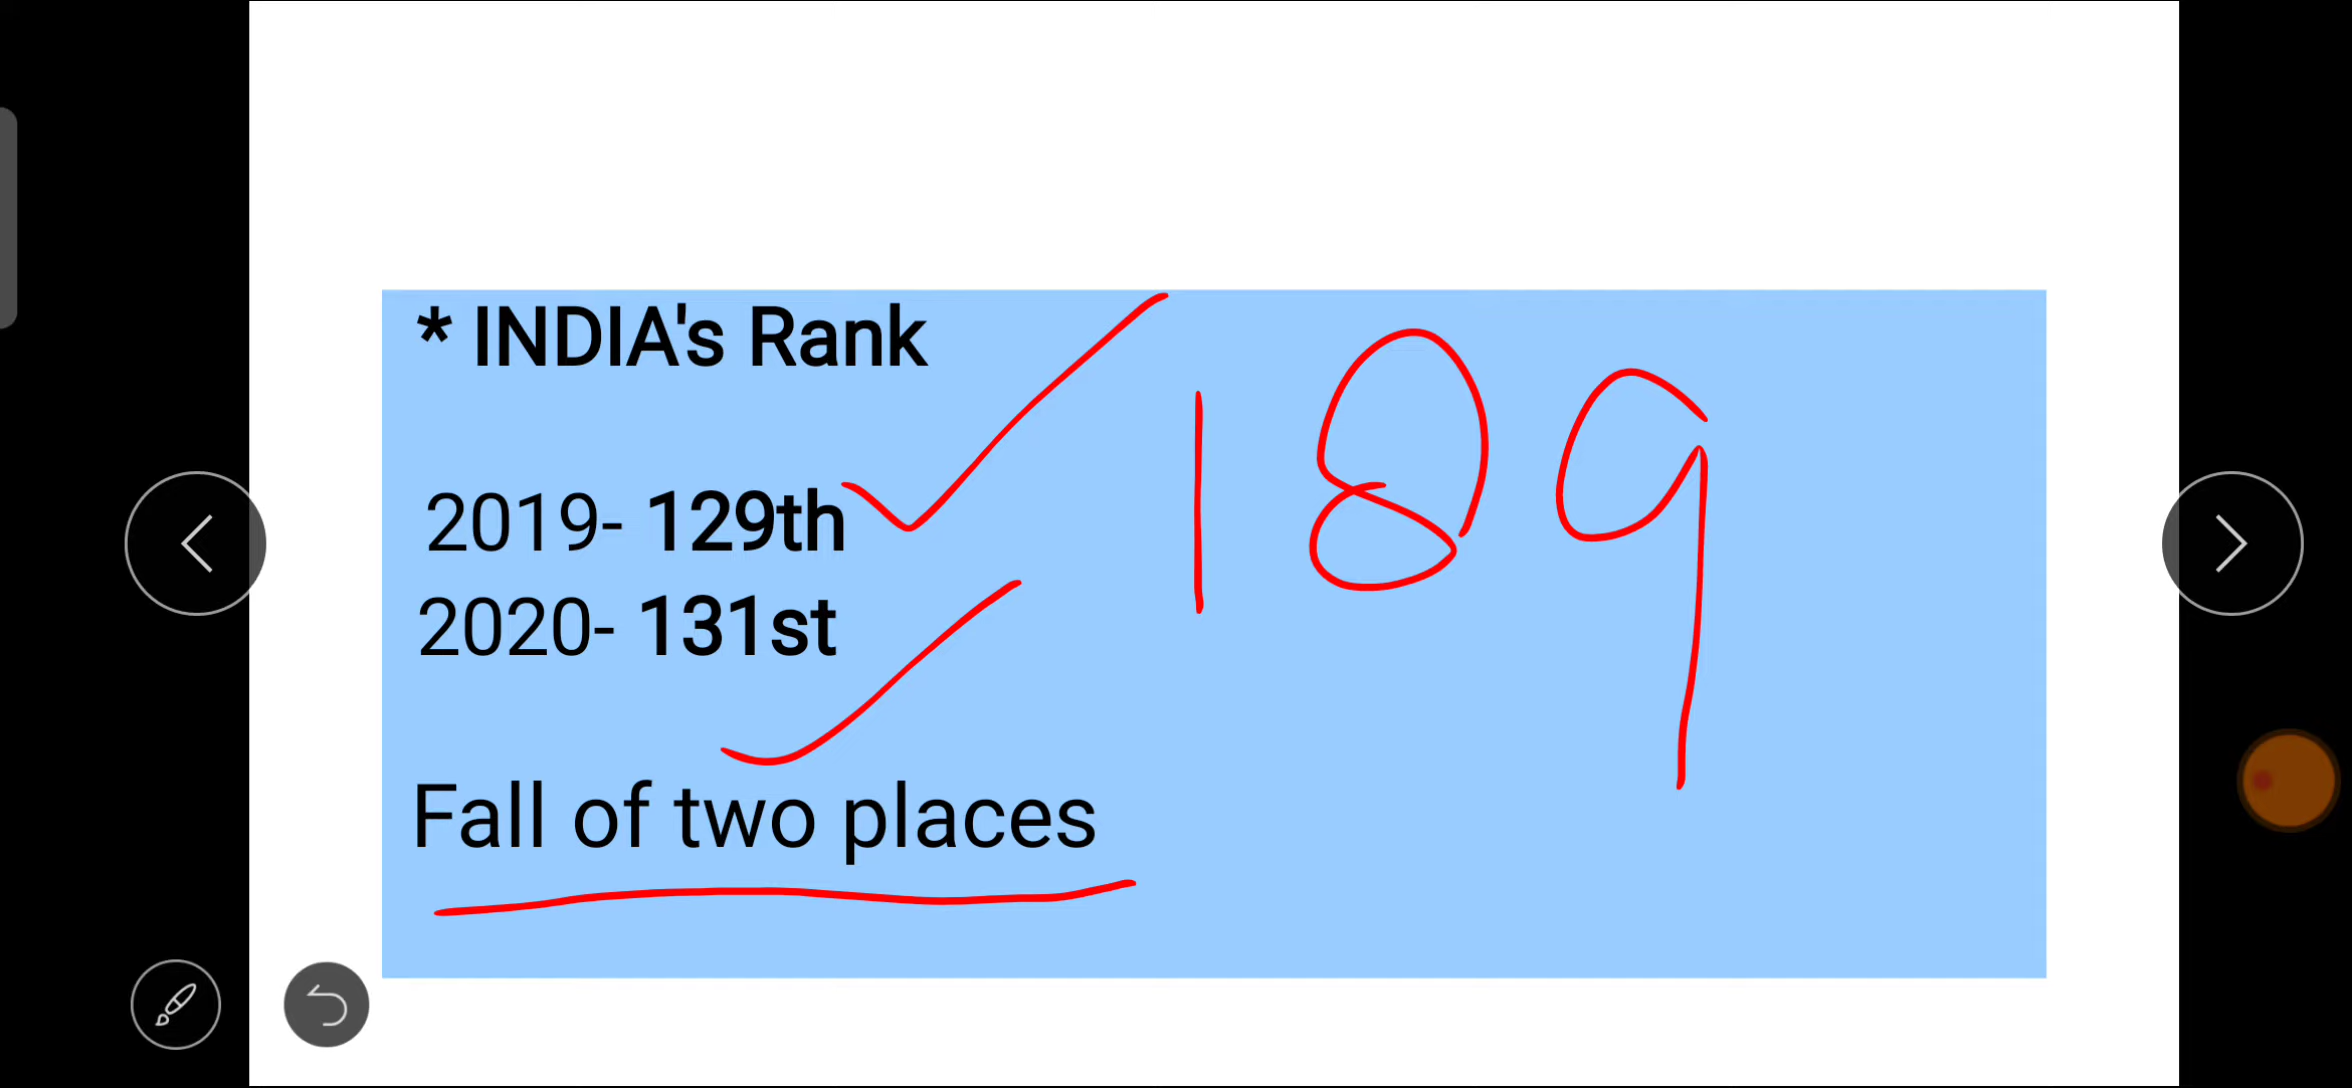 * INDIA's Rank
189
2019- 129th
2020- 131st
Fall of two places